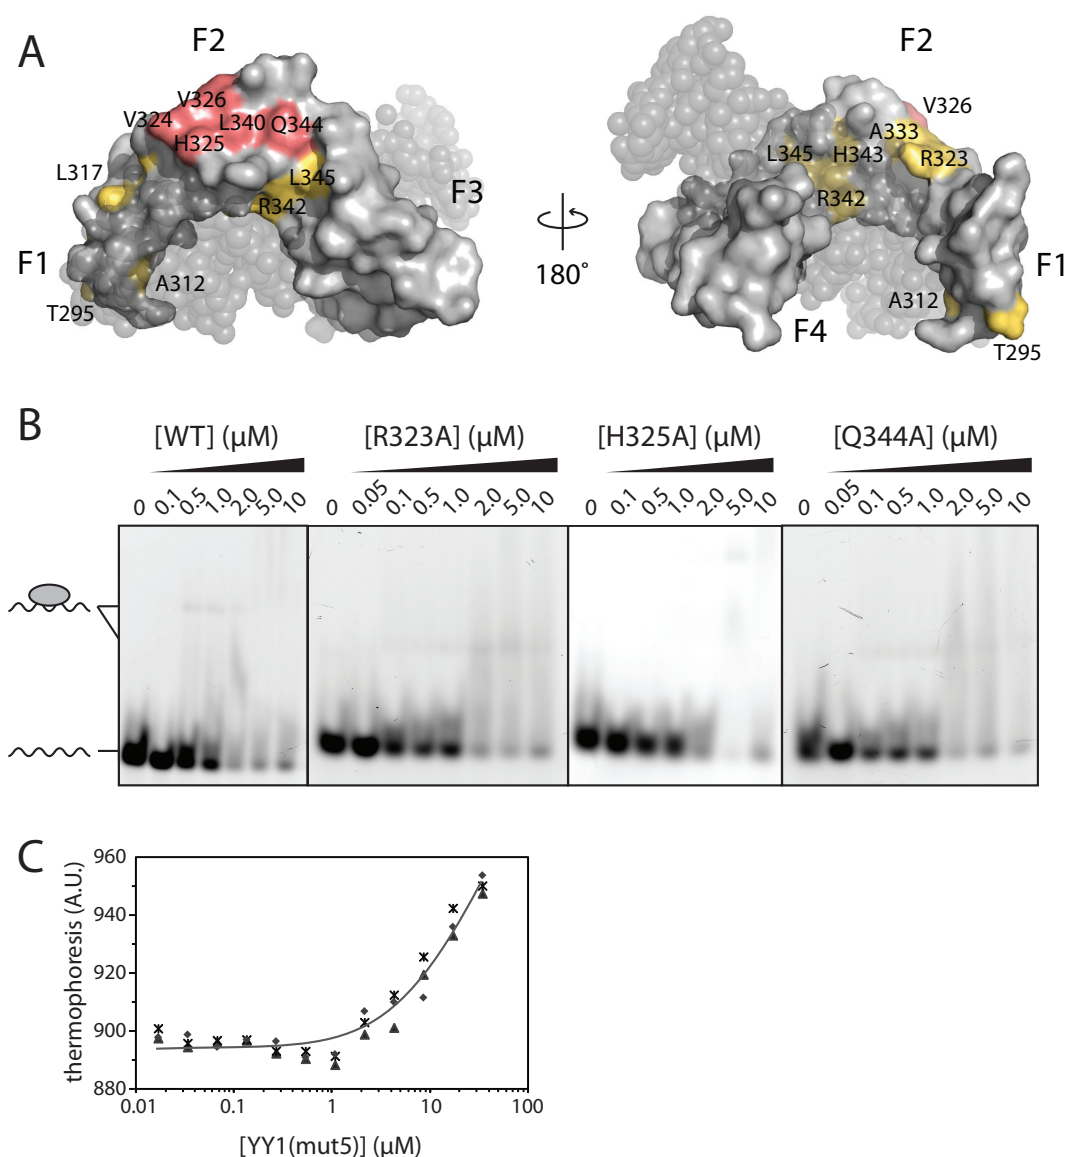 A
F2
V326
V324
L340
Q344
H325
L317
L345
R342
F3
F1
A312
T295
180°
F2
V326
A333
L345
H343
R323
R342
F1
A312
F4
T295
B
[WT] (µM)
0 0.1 0.5 1.0 2.0 5.0 10
[R323A] (µM)
0 0.05 0.1 0.5 1.0 2.0 5.0 10
[H325A] (µM)
0 0.1 0.5 1.0 2.0 5.0 10
[Q344A] (µM)
0 0.05 0.1 0.5 1.0 2.0 5.0 10
C
thermophoresis (A.U.)
960
940
920
900
880
0.01 0.1 1 10 100
[YY1(mut5)] (µM)